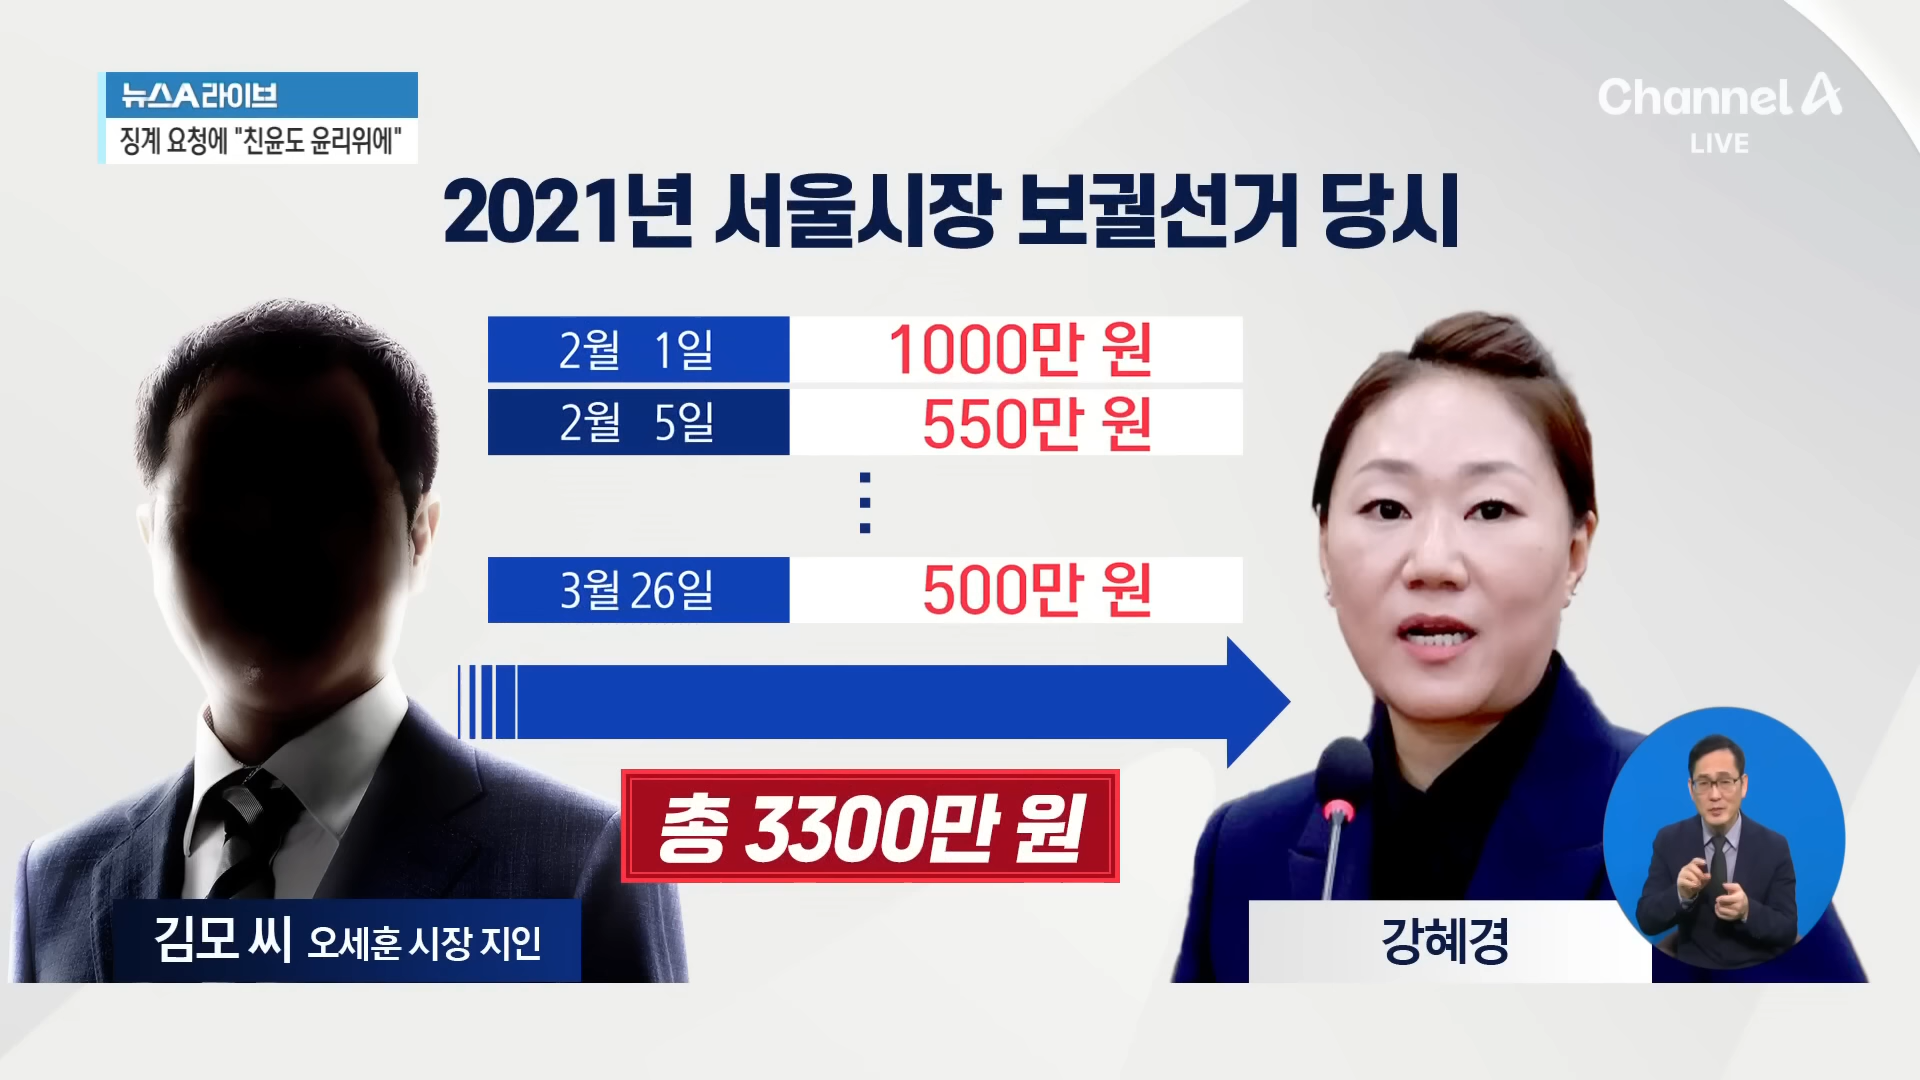 뉴스A라이브
징계 요청에 "친윤도 윤리위에"
Channel A
LIVE
2021년 서울시장 보궐선거 당시
2월 1일 1000만 원
2월 5일 550만 원
3월 26일 500만 원
총 3300만 원
김모 씨 오세훈 시장 지인
강혜경